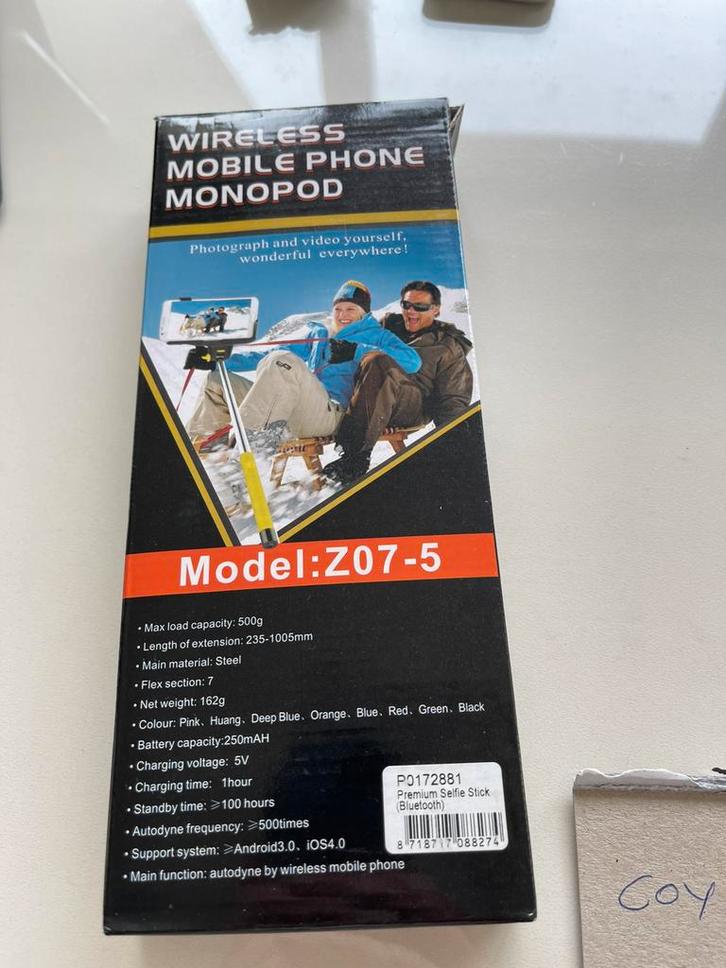 WIRELESS
MOBILE PHONE
MONOPOD
Photograph and video yourself,
wonderful everywhere!
Model:Z07-5
• Max load capacity: 500g
• Length of extension: 235-1005mm
• Main material: Steel
• Flex section: 7
• Net weight: 162g
• Colour: Pink、Huang、Deep Blue、Orange、Blue、Red、Green、Black
• Battery capacity:250mAH
• Charging voltage: 5V
• Charging time: 1hour
• Standby time: ≥100 hours
• Autodyne frequency: ≥500times
• Support system: ≥Android3.0、iOS4.0
• Main function: autodyne by wireless mobile phone
P0172881
Premium Selfie Stick
(Bluetooth)
8 718717 088274
COY